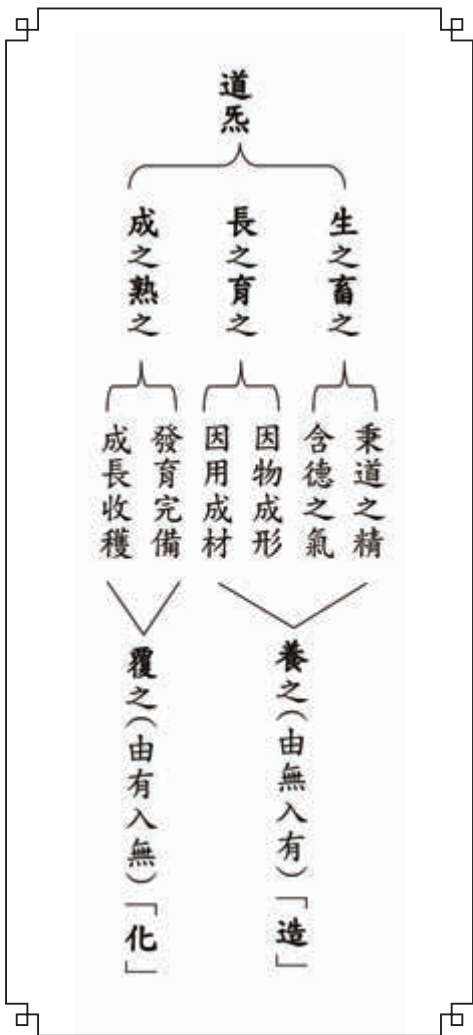 道炁
生之畜之
長之育之
成之熟之
秉道之精
含德之氣
因物成形
因用成材
發育完備
成長收穫
養之(由無入有)「造」
覆之(由有入無)「化」